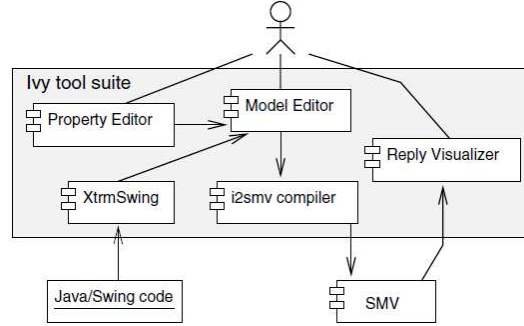 Ivy tool suite
Property Editor
Model Editor
Reply Visualizer
XtrmSwing
i2smv compiler
Java/Swing code
SMV